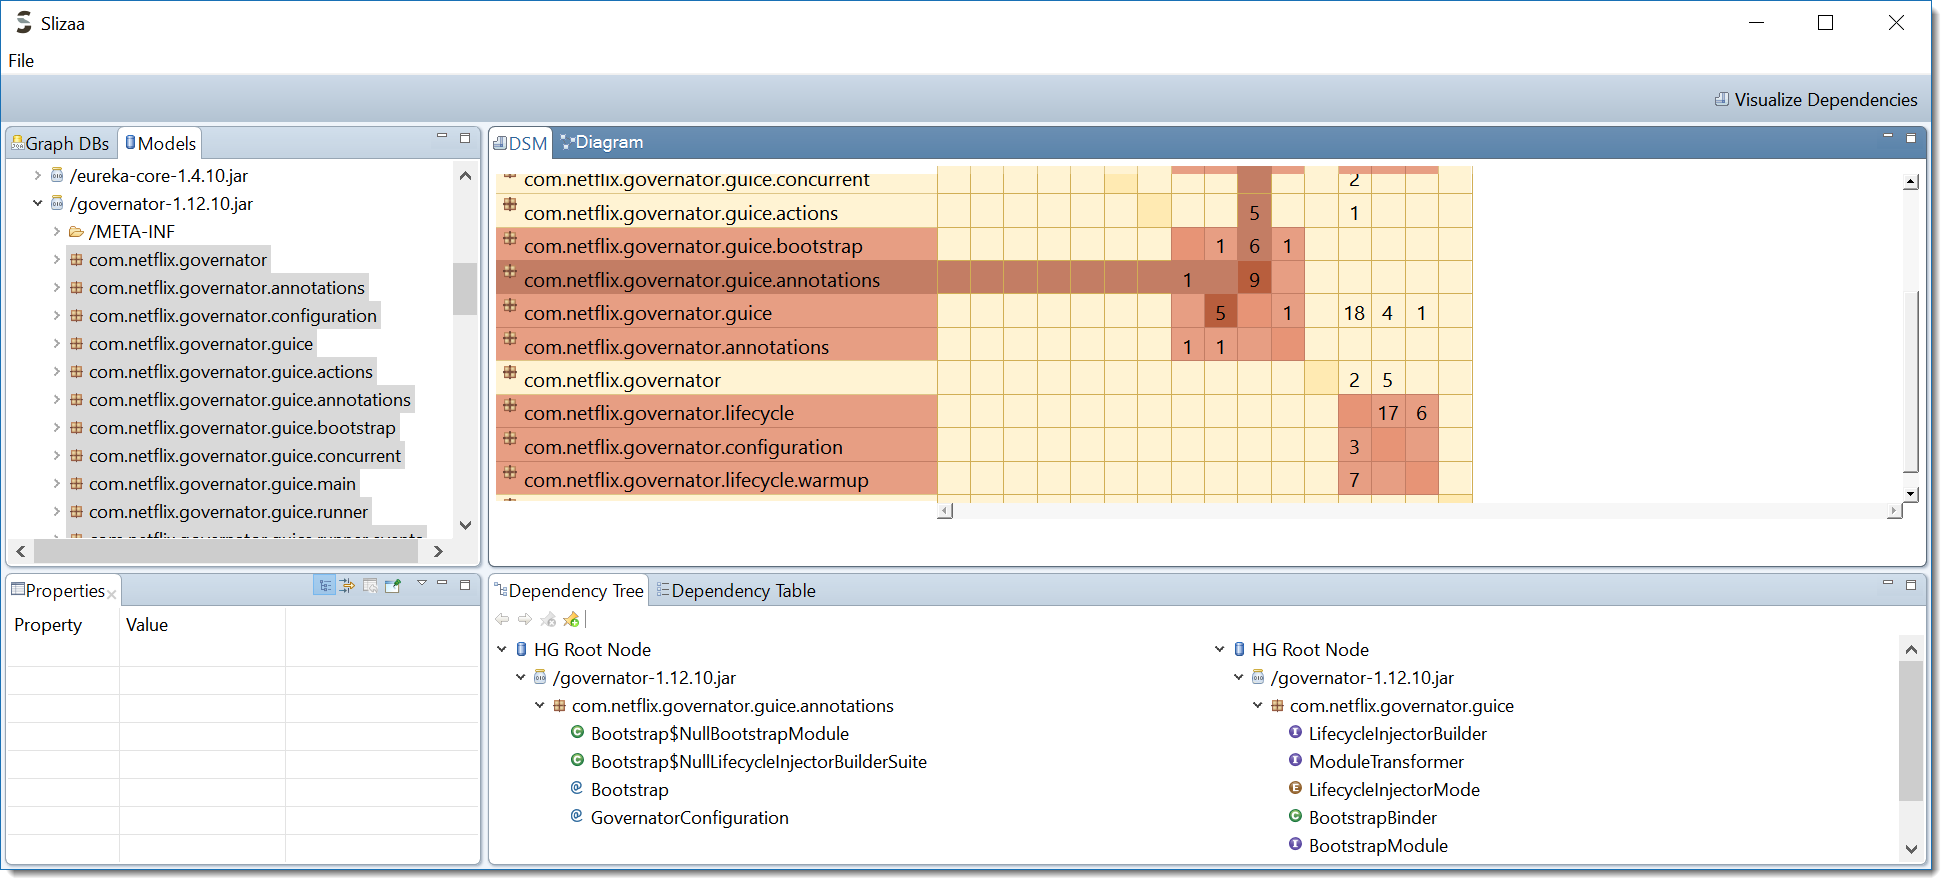 Slizaa
File
Visualize Dependencies
Graph DBs
Models
/eureka-core-1.4.10.jar
/governator-1.12.10.jar
/META-INF
com.netflix.governator
com.netflix.governator.annotations
com.netflix.governator.configuration
com.netflix.governator.guice
com.netflix.governator.guice.actions
com.netflix.governator.guice.annotations
com.netflix.governator.guice.bootstrap
com.netflix.governator.guice.concurrent
com.netflix.governator.guice.main
com.netflix.governator.guice.runner
com.netflix.governator.guice.runner.events
DSM
Diagram
com.netflix.governator.guice.concurrent 2
com.netflix.governator.guice.actions 5 1
com.netflix.governator.guice.bootstrap 1 6 1
com.netflix.governator.guice.annotations 1 9
com.netflix.governator.guice 5 1 18 4 1
com.netflix.governator.annotations 1 1
com.netflix.governator 2 5
com.netflix.governator.lifecycle 17 6
com.netflix.governator.configuration 3
com.netflix.governator.lifecycle.warmup 7
Properties
Property Value
Dependency Tree
Dependency Table
HG Root Node
/governator-1.12.10.jar
com.netflix.governator.guice.annotations
Bootstrap$NullBootstrapModule
Bootstrap$NullLifecycleInjectorBuilderSuite
Bootstrap
GovernatorConfiguration
HG Root Node
/governator-1.12.10.jar
com.netflix.governator.guice
LifecycleInjectorBuilder
ModuleTransformer
LifecycleInjectorMode
BootstrapBinder
BootstrapModule